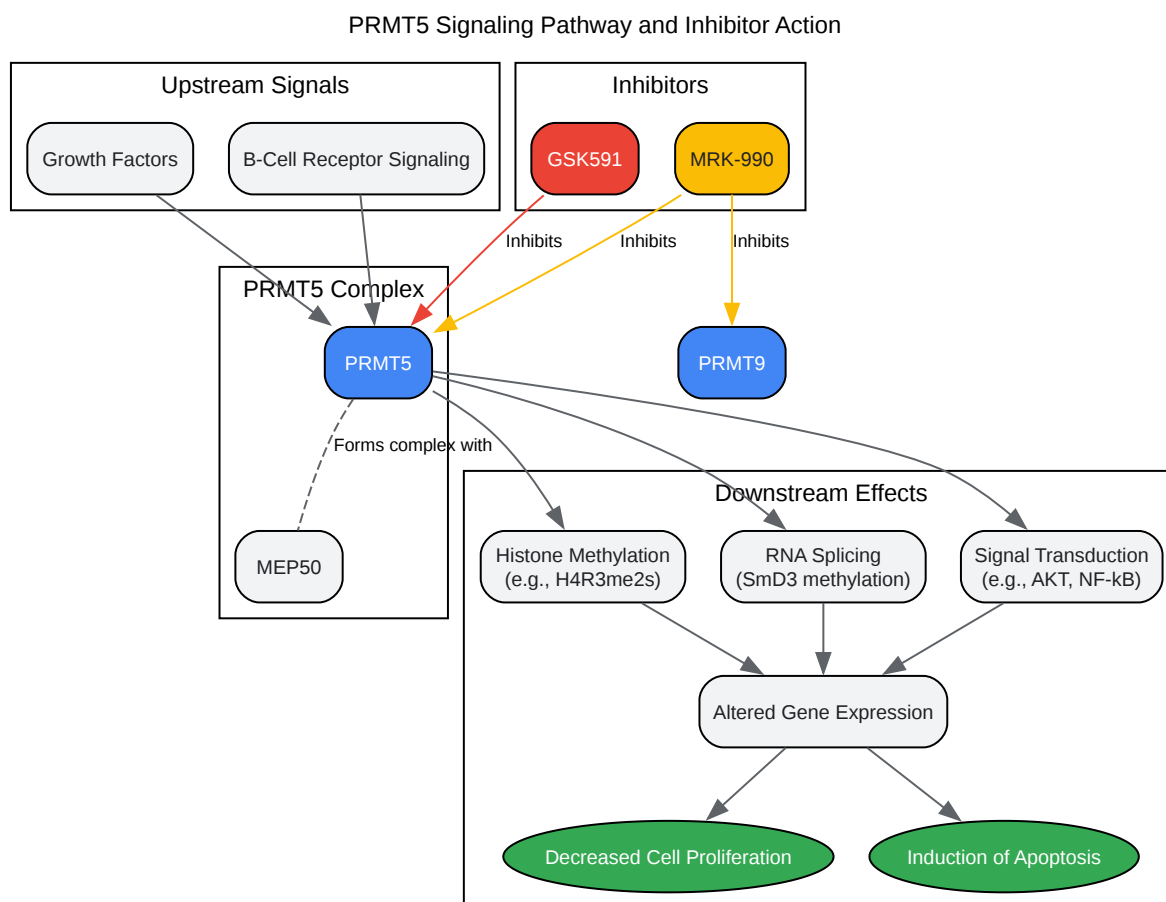 PRMT5 Signaling Pathway and Inhibitor Action
Upstream Signals
Inhibitors
Growth Factors
B-Cell Receptor Signaling
GSK591
MRK-990
Inhibits
Inhibits
Inhibits
PRMT5 Complex
PRMT5
PRMT9
Forms complex with
Downstream Effects
MEP50
Histone Methylation
(e.g., H4R3me2s)
RNA Splicing
(SmD3 methylation)
Signal Transduction
(e.g., AKT, NF-kB)
Altered Gene Expression
Decreased Cell Proliferation
Induction of Apoptosis